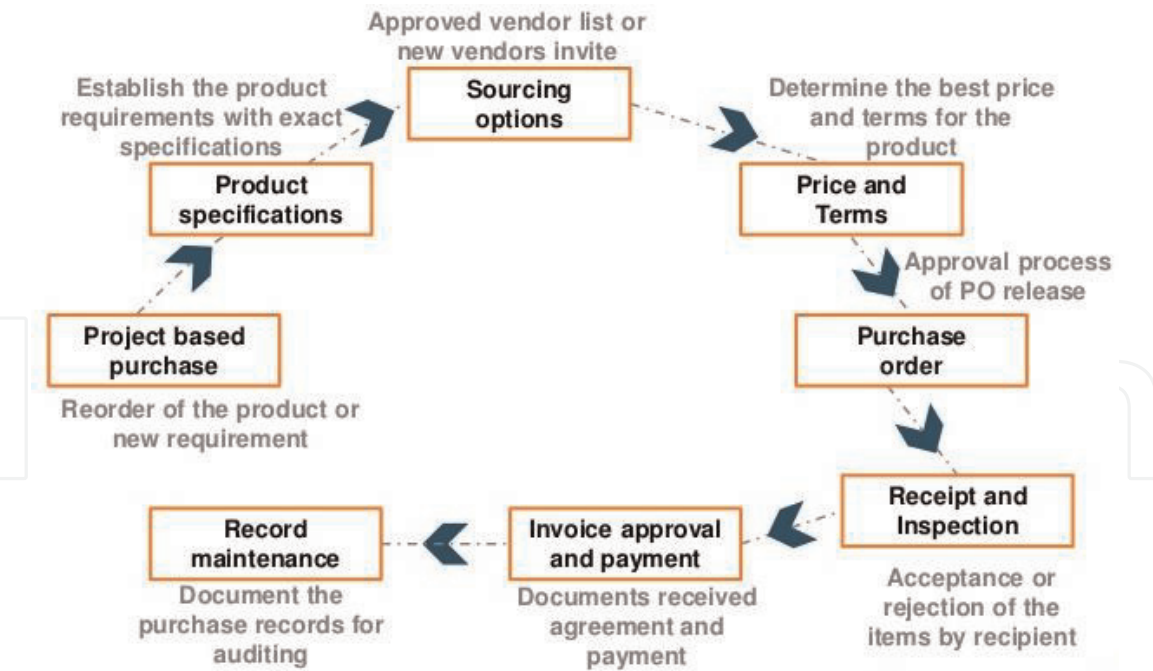 Approved vendor list or
new vendors invite
Sourcing
options
Establish the product
requirements with exact
specifications
Product
specifications
Project based
purchase
Reorder of the product or
new requirement
Determine the best price
and terms for the
product
Price and
Terms
Approval process
of PO release
Purchase
order
Receipt and
Inspection
Acceptance or
rejection of the
items by recipient
Invoice approval
and payment
Documents received
agreement and
payment
Record
maintenance
Document the
purchase records for
auditing